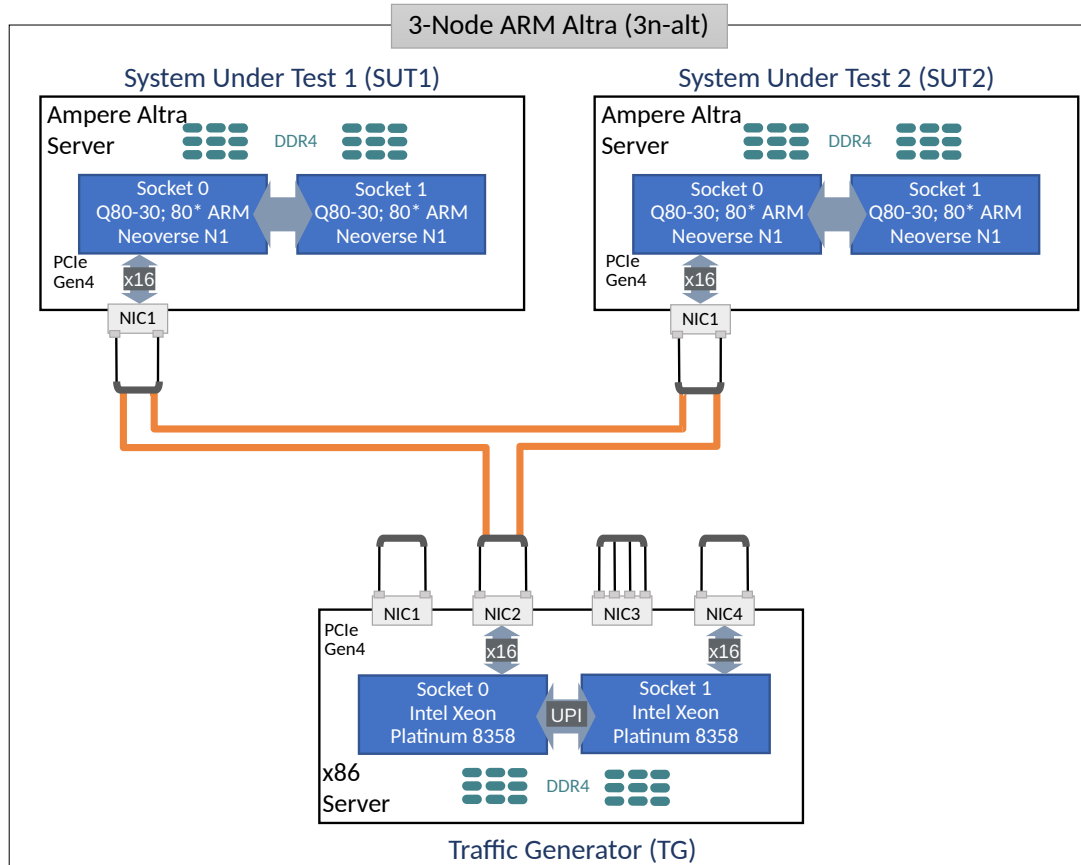 3-Node ARM Altra (3n-alt)
System Under Test 1 (SUT1)
Ampere Altra
Server
DDR4
Socket 0
Q80-30; 80* ARM
Neoverse N1
Socket 1
Q80-30; 80* ARM
Neoverse N1
PCIe
Gen4
x16
NIC1
System Under Test 2 (SUT2)
Ampere Altra
Server
DDR4
Socket 0
Q80-30; 80* ARM
Neoverse N1
Socket 1
Q80-30; 80* ARM
Neoverse N1
PCIe
Gen4
x16
NIC1
NIC1
NIC2
NIC3
NIC4
PCIe
Gen4
x16
x16
Socket 0
Intel Xeon
Platinum 8358
UPI
Socket 1
Intel Xeon
Platinum 8358
x86
Server
DDR4
Traffic Generator (TG)